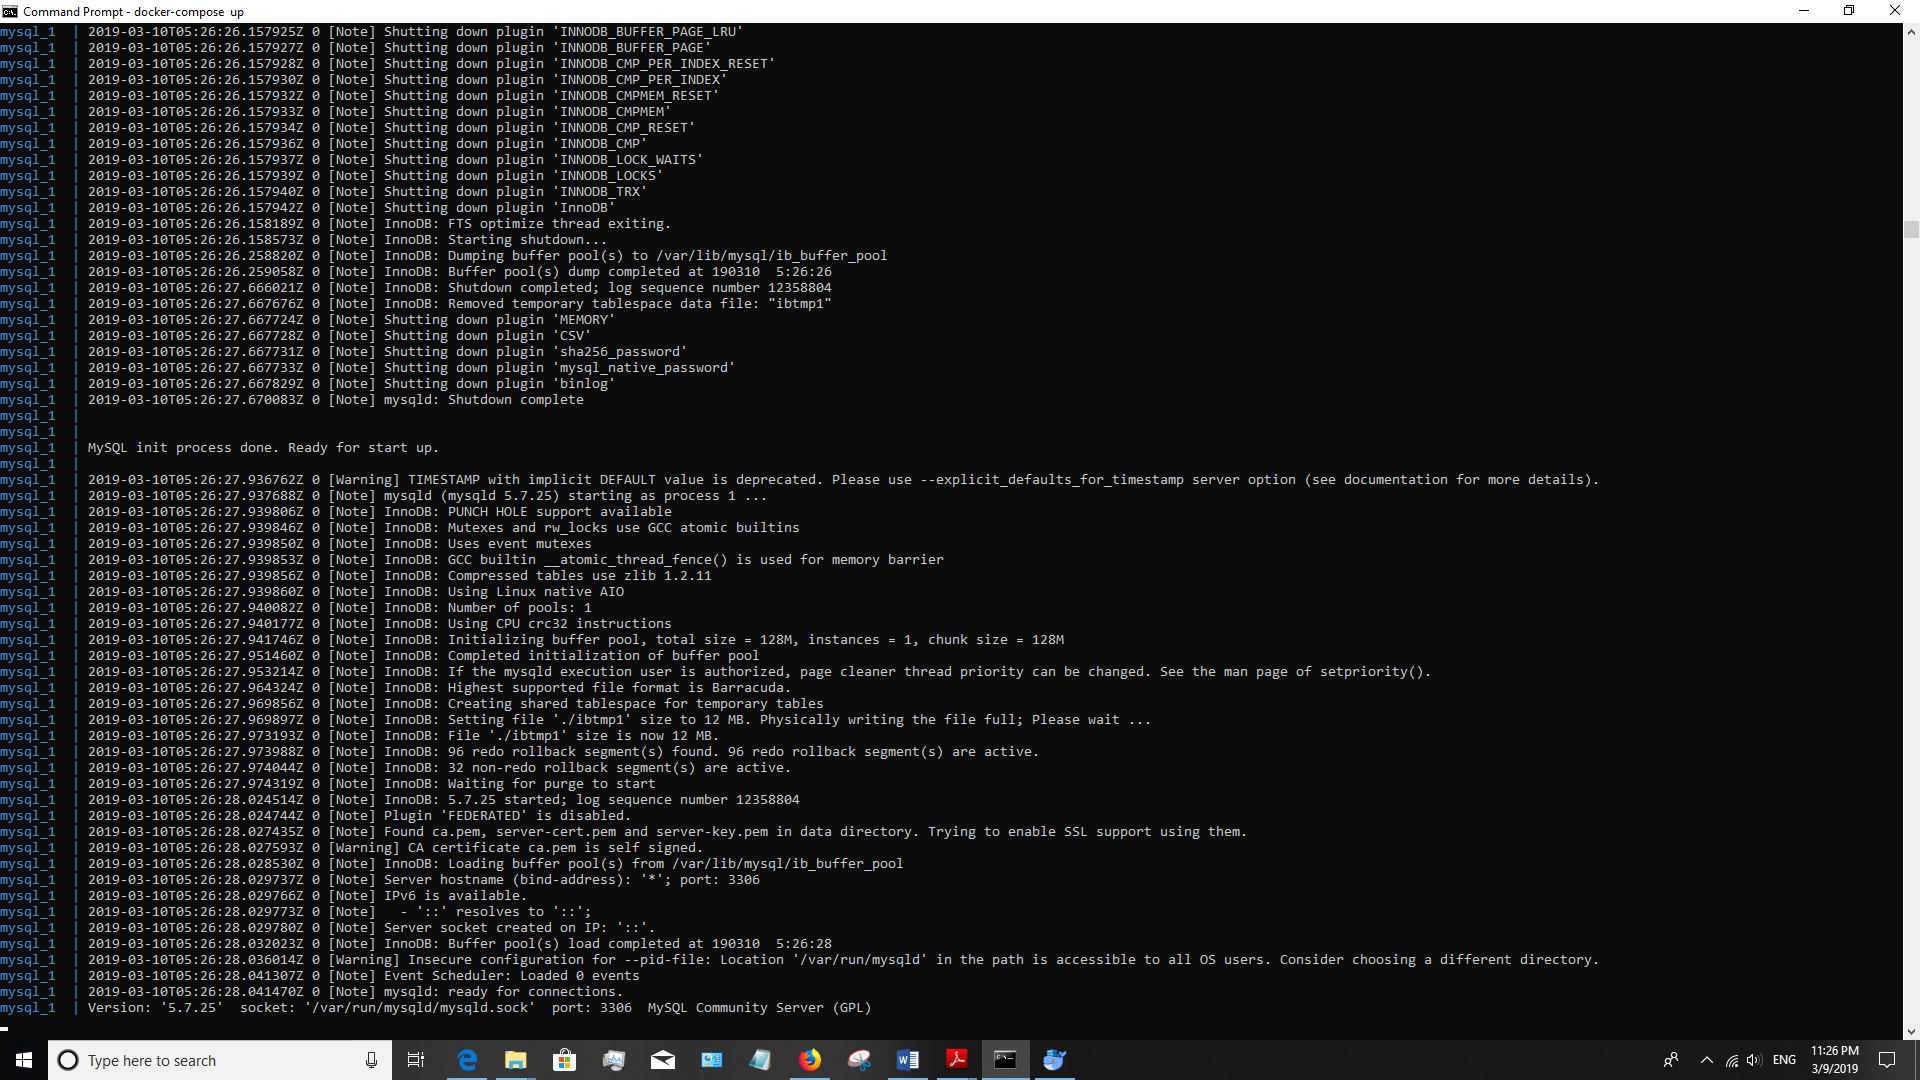 Command Prompt - docker-compose up
mysql_1 | 2019-03-10T05:26:26.157925Z 0 [Note] Shutting down plugin 'INNODB_BUFFER_PAGE_LRU'
mysql_1 | 2019-03-10T05:26:26.157927Z 0 [Note] Shutting down plugin 'INNODB_BUFFER_PAGE'
mysql_1 | 2019-03-10T05:26:26.157928Z 0 [Note] Shutting down plugin 'INNODB_CMP_PER_INDEX_RESET'
mysql_1 | 2019-03-10T05:26:26.157930Z 0 [Note] Shutting down plugin 'INNODB_CMP_PER_INDEX'
mysql_1 | 2019-03-10T05:26:26.157932Z 0 [Note] Shutting down plugin 'INNODB_CMPMEM_RESET'
mysql_1 | 2019-03-10T05:26:26.157933Z 0 [Note] Shutting down plugin 'INNODB_CMPMEM'
mysql_1 | 2019-03-10T05:26:26.157934Z 0 [Note] Shutting down plugin 'INNODB_CMP_RESET'
mysql_1 | 2019-03-10T05:26:26.157936Z 0 [Note] Shutting down plugin 'INNODB_CMP'
mysql_1 | 2019-03-10T05:26:26.157937Z 0 [Note] Shutting down plugin 'INNODB_LOCK_WAITS'
mysql_1 | 2019-03-10T05:26:26.157939Z 0 [Note] Shutting down plugin 'INNODB_LOCKS'
mysql_1 | 2019-03-10T05:26:26.157940Z 0 [Note] Shutting down plugin 'INNODB_TRX'
mysql_1 | 2019-03-10T05:26:26.157942Z 0 [Note] Shutting down plugin 'InnoDB'
mysql_1 | 2019-03-10T05:26:26.158189Z 0 [Note] InnoDB: FTS optimize thread exiting.
mysql_1 | 2019-03-10T05:26:26.158573Z 0 [Note] InnoDB: Starting shutdown...
mysql_1 | 2019-03-10T05:26:26.258820Z 0 [Note] InnoDB: Dumping buffer pool(s) to /var/lib/mysql/ib_buffer_pool
mysql_1 | 2019-03-10T05:26:26.259058Z 0 [Note] InnoDB: Buffer pool(s) dump completed at 190310  5:26:26
mysql_1 | 2019-03-10T05:26:27.666021Z 0 [Note] InnoDB: Shutdown completed; log sequence number 12358804
mysql_1 | 2019-03-10T05:26:27.667676Z 0 [Note] InnoDB: Removed temporary tablespace data file: "ibtmp1"
mysql_1 | 2019-03-10T05:26:27.667724Z 0 [Note] Shutting down plugin 'MEMORY'
mysql_1 | 2019-03-10T05:26:27.667728Z 0 [Note] Shutting down plugin 'CSV'
mysql_1 | 2019-03-10T05:26:27.667731Z 0 [Note] Shutting down plugin 'sha256_password'
mysql_1 | 2019-03-10T05:26:27.667733Z 0 [Note] Shutting down plugin 'mysql_native_password'
mysql_1 | 2019-03-10T05:26:27.667829Z 0 [Note] Shutting down plugin 'binlog'
mysql_1 | 2019-03-10T05:26:27.670083Z 0 [Note] mysqld: Shutdown complete
mysql_1 |
mysql_1 |
mysql_1 | MySQL init process done. Ready for start up.
mysql_1 |
mysql_1 | 2019-03-10T05:26:27.936762Z 0 [Warning] TIMESTAMP with implicit DEFAULT value is deprecated. Please use --explicit_defaults_for_timestamp server option (see documentation for more details).
mysql_1 | 2019-03-10T05:26:27.937688Z 0 [Note] mysqld (mysqld 5.7.25) starting as process 1 ...
mysql_1 | 2019-03-10T05:26:27.939806Z 0 [Note] InnoDB: PUNCH HOLE support available
mysql_1 | 2019-03-10T05:26:27.939846Z 0 [Note] InnoDB: Mutexes and rw_locks use GCC atomic builtins
mysql_1 | 2019-03-10T05:26:27.939850Z 0 [Note] InnoDB: Uses event mutexes
mysql_1 | 2019-03-10T05:26:27.939853Z 0 [Note] InnoDB: GCC builtin __atomic_thread_fence() is used for memory barrier
mysql_1 | 2019-03-10T05:26:27.939856Z 0 [Note] InnoDB: Compressed tables use zlib 1.2.11
mysql_1 | 2019-03-10T05:26:27.939860Z 0 [Note] InnoDB: Using Linux native AIO
mysql_1 | 2019-03-10T05:26:27.940082Z 0 [Note] InnoDB: Number of pools: 1
mysql_1 | 2019-03-10T05:26:27.940177Z 0 [Note] InnoDB: Using CPU crc32 instructions
mysql_1 | 2019-03-10T05:26:27.941746Z 0 [Note] InnoDB: Initializing buffer pool, total size = 128M, instances = 1, chunk size = 128M
mysql_1 | 2019-03-10T05:26:27.951460Z 0 [Note] InnoDB: Completed initialization of buffer pool
mysql_1 | 2019-03-10T05:26:27.953214Z 0 [Note] InnoDB: If the mysqld execution user is authorized, page cleaner thread priority can be changed. See the man page of setpriority().
mysql_1 | 2019-03-10T05:26:27.964324Z 0 [Note] InnoDB: Highest supported file format is Barracuda.
mysql_1 | 2019-03-10T05:26:27.969856Z 0 [Note] InnoDB: Creating shared tablespace for temporary tables
mysql_1 | 2019-03-10T05:26:27.969897Z 0 [Note] InnoDB: Setting file './ibtmp1' size to 12 MB. Physically writing the file full; Please wait ...
mysql_1 | 2019-03-10T05:26:27.973193Z 0 [Note] InnoDB: File './ibtmp1' size is now 12 MB.
mysql_1 | 2019-03-10T05:26:27.973988Z 0 [Note] InnoDB: 96 redo rollback segment(s) found. 96 redo rollback segment(s) are active.
mysql_1 | 2019-03-10T05:26:27.974044Z 0 [Note] InnoDB: 32 non-redo rollback segment(s) are active.
mysql_1 | 2019-03-10T05:26:27.974319Z 0 [Note] InnoDB: Waiting for purge to start
mysql_1 | 2019-03-10T05:26:28.024514Z 0 [Note] InnoDB: 5.7.25 started; log sequence number 12358804
mysql_1 | 2019-03-10T05:26:28.024744Z 0 [Note] Plugin 'FEDERATED' is disabled.
mysql_1 | 2019-03-10T05:26:28.027435Z 0 [Note] Found ca.pem, server-cert.pem and server-key.pem in data directory. Trying to enable SSL support using them.
mysql_1 | 2019-03-10T05:26:28.027593Z 0 [Warning] CA certificate ca.pem is self signed.
mysql_1 | 2019-03-10T05:26:28.028530Z 0 [Note] InnoDB: Loading buffer pool(s) from /var/lib/mysql/ib_buffer_pool
mysql_1 | 2019-03-10T05:26:28.029737Z 0 [Note] Server hostname (bind-address): '*'; port: 3306
mysql_1 | 2019-03-10T05:26:28.029766Z 0 [Note] IPv6 is available.
mysql_1 | 2019-03-10T05:26:28.029773Z 0 [Note]   - '::' resolves to '::';
mysql_1 | 2019-03-10T05:26:28.029780Z 0 [Note] Server socket created on IP: '::'.
mysql_1 | 2019-03-10T05:26:28.032023Z 0 [Note] InnoDB: Buffer pool(s) load completed at 190310  5:26:28
mysql_1 | 2019-03-10T05:26:28.036014Z 0 [Warning] Insecure configuration for --pid-file: Location '/var/run/mysqld' in the path is accessible to all OS users. Consider choosing a different directory.
mysql_1 | 2019-03-10T05:26:28.041307Z 0 [Note] Event Scheduler: Loaded 0 events
mysql_1 | 2019-03-10T05:26:28.041470Z 0 [Note] mysqld: ready for connections.
mysql_1 | Version: '5.7.25'  socket: '/var/run/mysqld/mysqld.sock'  port: 3306  MySQL Community Server (GPL)
Type here to search
ENG
11:26 PM
3/9/2019